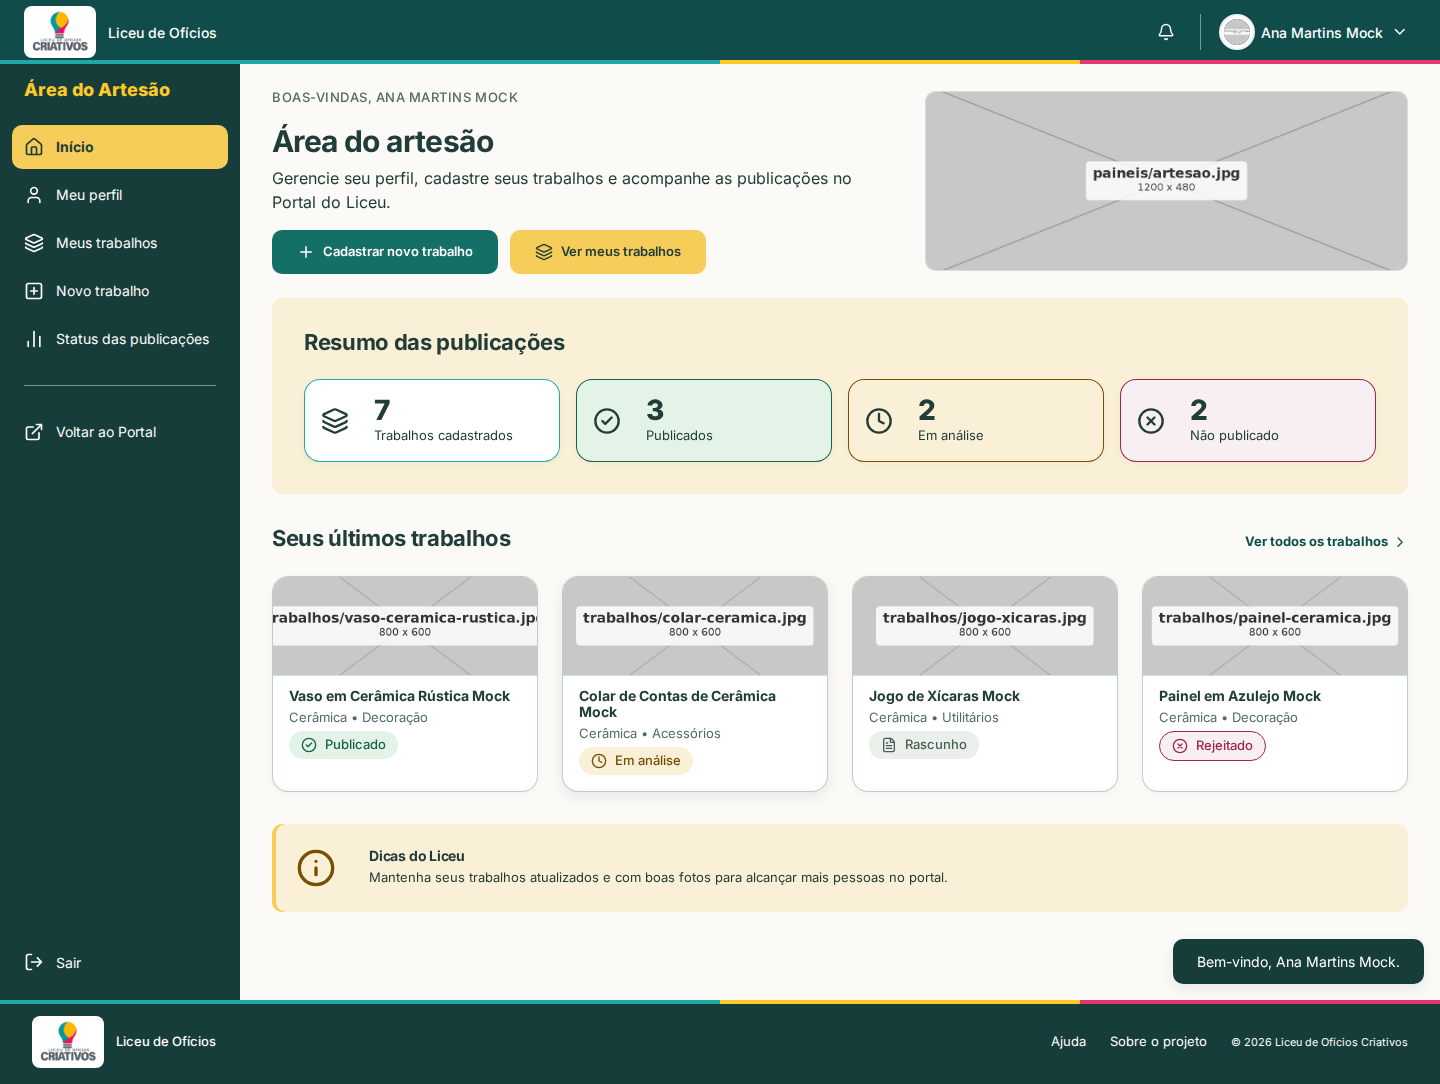 LICEU DE OFÍCIOS
CRIATIVOS
Liceu de Ofícios
Ana Martins Mock
Área do Artesão
Início
Meu perfil
Meus trabalhos
Novo trabalho
Status das publicações
Voltar ao Portal
Sair
BOAS-VINDAS, ANA MARTINS MOCK
Área do artesão
Gerencie seu perfil, cadastre seus trabalhos e acompanhe as publicações no
Portal do Liceu.
Cadastrar novo trabalho
Ver meus trabalhos
paineis/artesao.jpg
1200 x 480
Resumo das publicações
7
Trabalhos cadastrados
3
Publicados
2
Em análise
2
Não publicado
Seus últimos trabalhos
Ver todos os trabalhos
rabalhos/vaso-ceramica-rustica.jp
800 x 600
Vaso em Cerâmica Rústica Mock
Cerâmica • Decoração
Publicado
trabalhos/colar-ceramica.jpg
800 x 600
Colar de Contas de Cerâmica
Mock
Cerâmica • Acessórios
Em análise
trabalhos/jogo-xicaras.jpg
800 x 600
Jogo de Xícaras Mock
Cerâmica • Utilitários
Rascunho
trabalhos/painel-ceramica.jpg
800 x 600
Painel em Azulejo Mock
Cerâmica • Decoração
Rejeitado
Dicas do Liceu
Mantenha seus trabalhos atualizados e com boas fotos para alcançar mais pessoas no portal.
Bem-vindo, Ana Martins Mock.
LICEU DE OFÍCIOS
CRIATIVOS
Liceu de Ofícios
Ajuda
Sobre o projeto
© 2026 Liceu de Ofícios Criativos